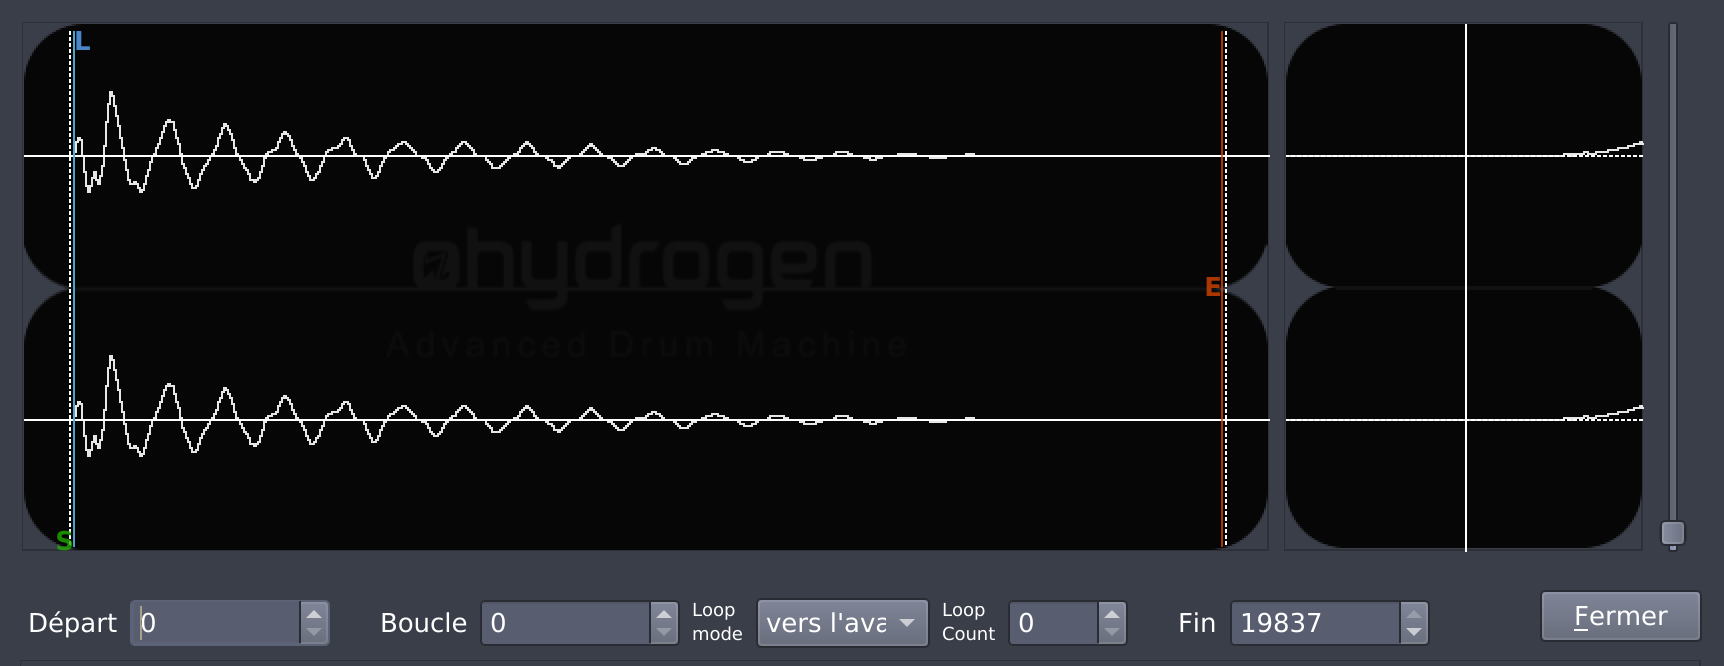 L
hydrogen
E
Advanced Drum Machine
S
Départ 0 Boucle 0 Loop mode vers l'ava Loop Count 0 Fin 19837 Fermer